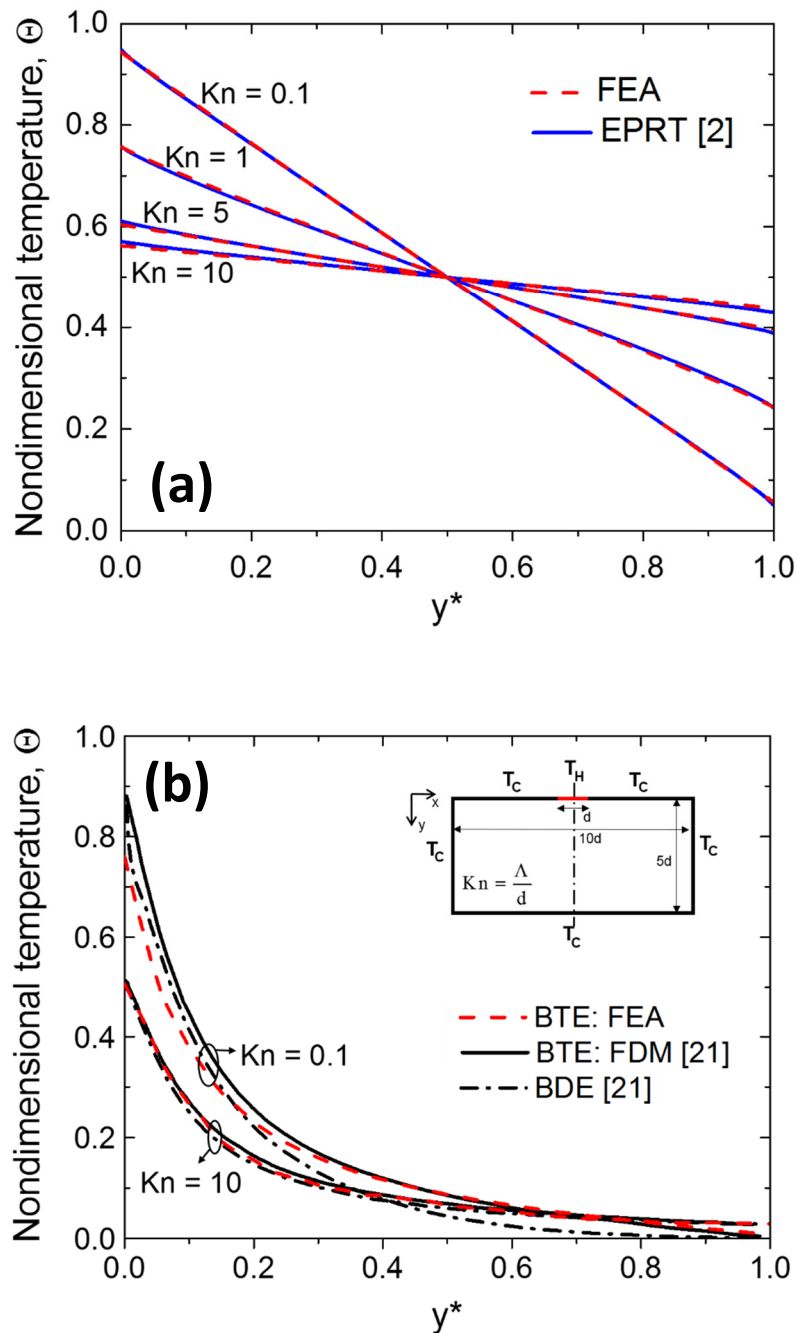 Nondimensional temperature, Θ
1.0
0.8
0.6
0.4
0.2
0.0
Kn = 0.1
Kn = 1
Kn = 5
Kn = 10
FEA
EPRT [2]
(a)
0.0 0.2 0.4 0.6 0.8 1.0
y*
Nondimensional temperature, Θ
1.0
0.8
0.6
0.4
0.2
0.0
(b)
T_C T_H T_C
x
y
d
10d
T_C T_C
5d
Kn = Λ/d
T_C
BTE: FEA
BTE: FDM [21]
BDE [21]
Kn = 0.1
Kn = 10
0.0 0.2 0.4 0.6 0.8 1.0
y*